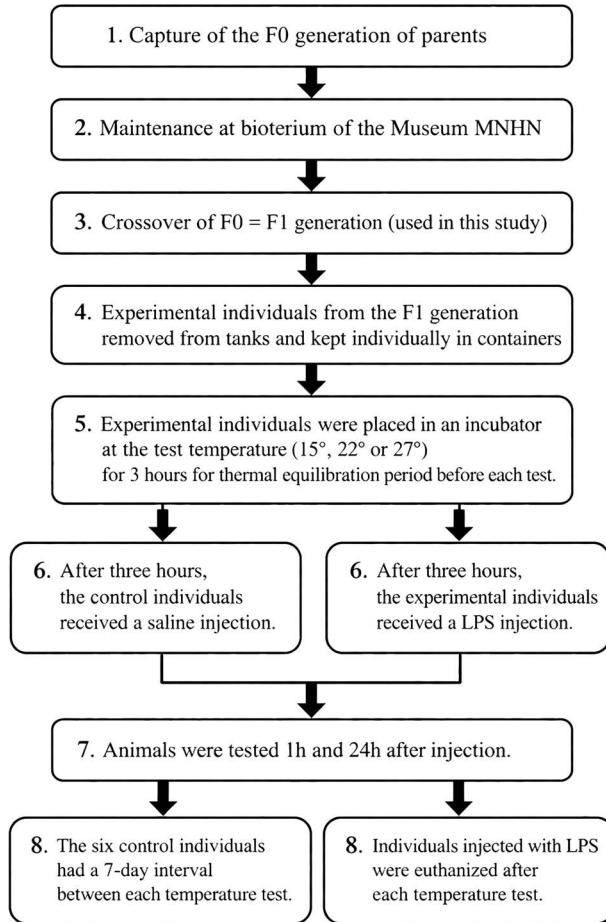 1. Capture of the F0 generation of parents
2. Maintenance at bioterium of the Museum MNHN
3. Crossover of F0 = F1 generation (used in this study)
4. Experimental individuals from the F1 generation
removed from tanks and kept individually in containers
5. Experimental individuals were placed in an incubator
at the test temperature (15°, 22° or 27°)
for 3 hours for thermal equilibration period before each test.
6. After three hours,
the control individuals
received a saline injection.
6. After three hours,
the experimental individuals
received a LPS injection.
7. Animals were tested 1h and 24h after injection.
8. The six control individuals
had a 7-day interval
between each temperature test.
8. Individuals injected with LPS
were euthanized after
each temperature test.